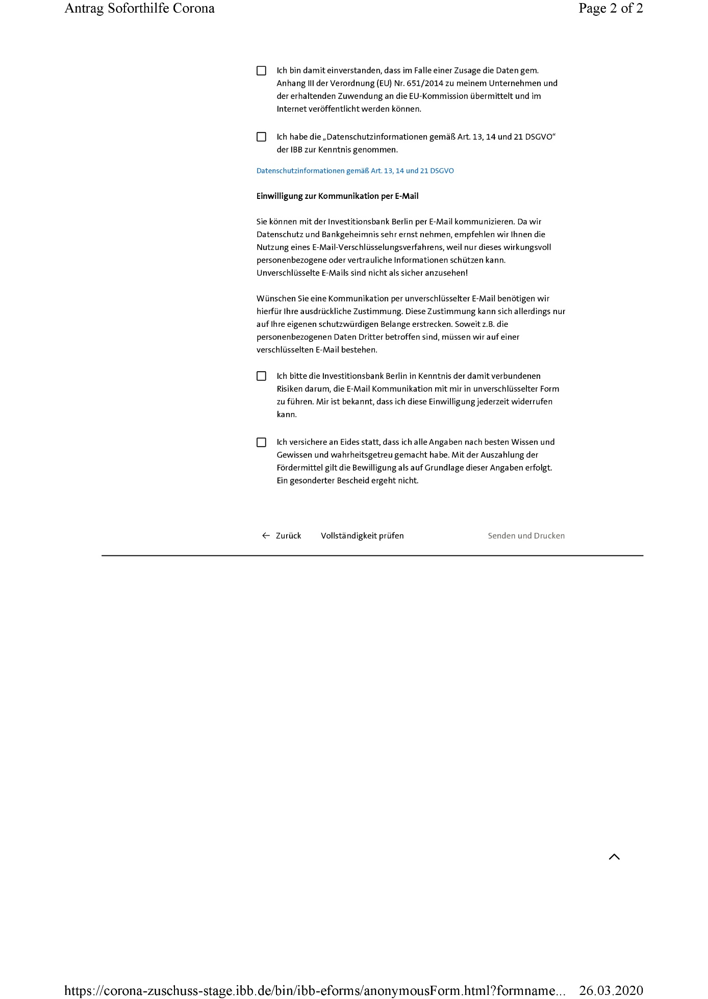 Antrag Soforthilfe Corona Page 2 of 2
Ich bin damit einverstanden, dass im Falle einer Zusage die Daten gem.
Anhang III der Verordnung (EU) Nr. 651/2014 zu meinem Unternehmen und
der erhaltenden Zuwendung an die EU-Kommission übermittelt und im
Internet veröffentlicht werden können.
Ich habe die „Datenschutzinformationen gemäß Art. 13, 14 und 21 DSGVO“
der IBB zur Kenntnis genommen.
Datenschutzinformationen gemäß Art. 13, 14 und 21 DSGVO
Einwilligung zur Kommunikation per E-Mail
Sie können mit der Investitionsbank Berlin per E-Mail kommunizieren. Da wir
Datenschutz und Bankgeheimnis sehr ernst nehmen, empfehlen wir Ihnen die
Nutzung eines E-Mail-Verschlüsselungsverfahrens, weil nur dieses wirkungsvoll
personenbezogene oder vertrauliche Informationen schützen kann.
Unverschlüsselte E-Mails sind nicht als sicher anzusehen!
Wünschen Sie eine Kommunikation per unverschlüsselter E-Mail benötigen wir
hierfür Ihre ausdrückliche Zustimmung. Diese Zustimmung kann sich allerdings nur
auf Ihre eigenen schutzwürdigen Belange erstrecken. Soweit z.B. die
personenbezogenen Daten Dritter betroffen sind, müssen wir auf einer
verschlüsselten E-Mail bestehen.
Ich bitte die Investitionsbank Berlin in Kenntnis der damit verbundenen
Risiken darum, die E-Mail Kommunikation mit mir in unverschlüsselter Form
zu führen. Mir ist bekannt, dass ich diese Einwilligung jederzeit widerrufen
kann.
Ich versichere an Eides statt, dass ich alle Angaben nach besten Wissen und
Gewissen und wahrheitsgetreu gemacht habe. Mit der Auszahlung der
Fördermittel gilt die Bewilligung als auf Grundlage dieser Angaben erfolgt.
Ein gesonderter Bescheid ergeht nicht.
← Zurück Vollständigkeit prüfen Senden und Drucken
https://corona-zuschuss-stage.ibb.de/bin/ibb-eforms/anonymousForm.html?formname... 26.03.2020